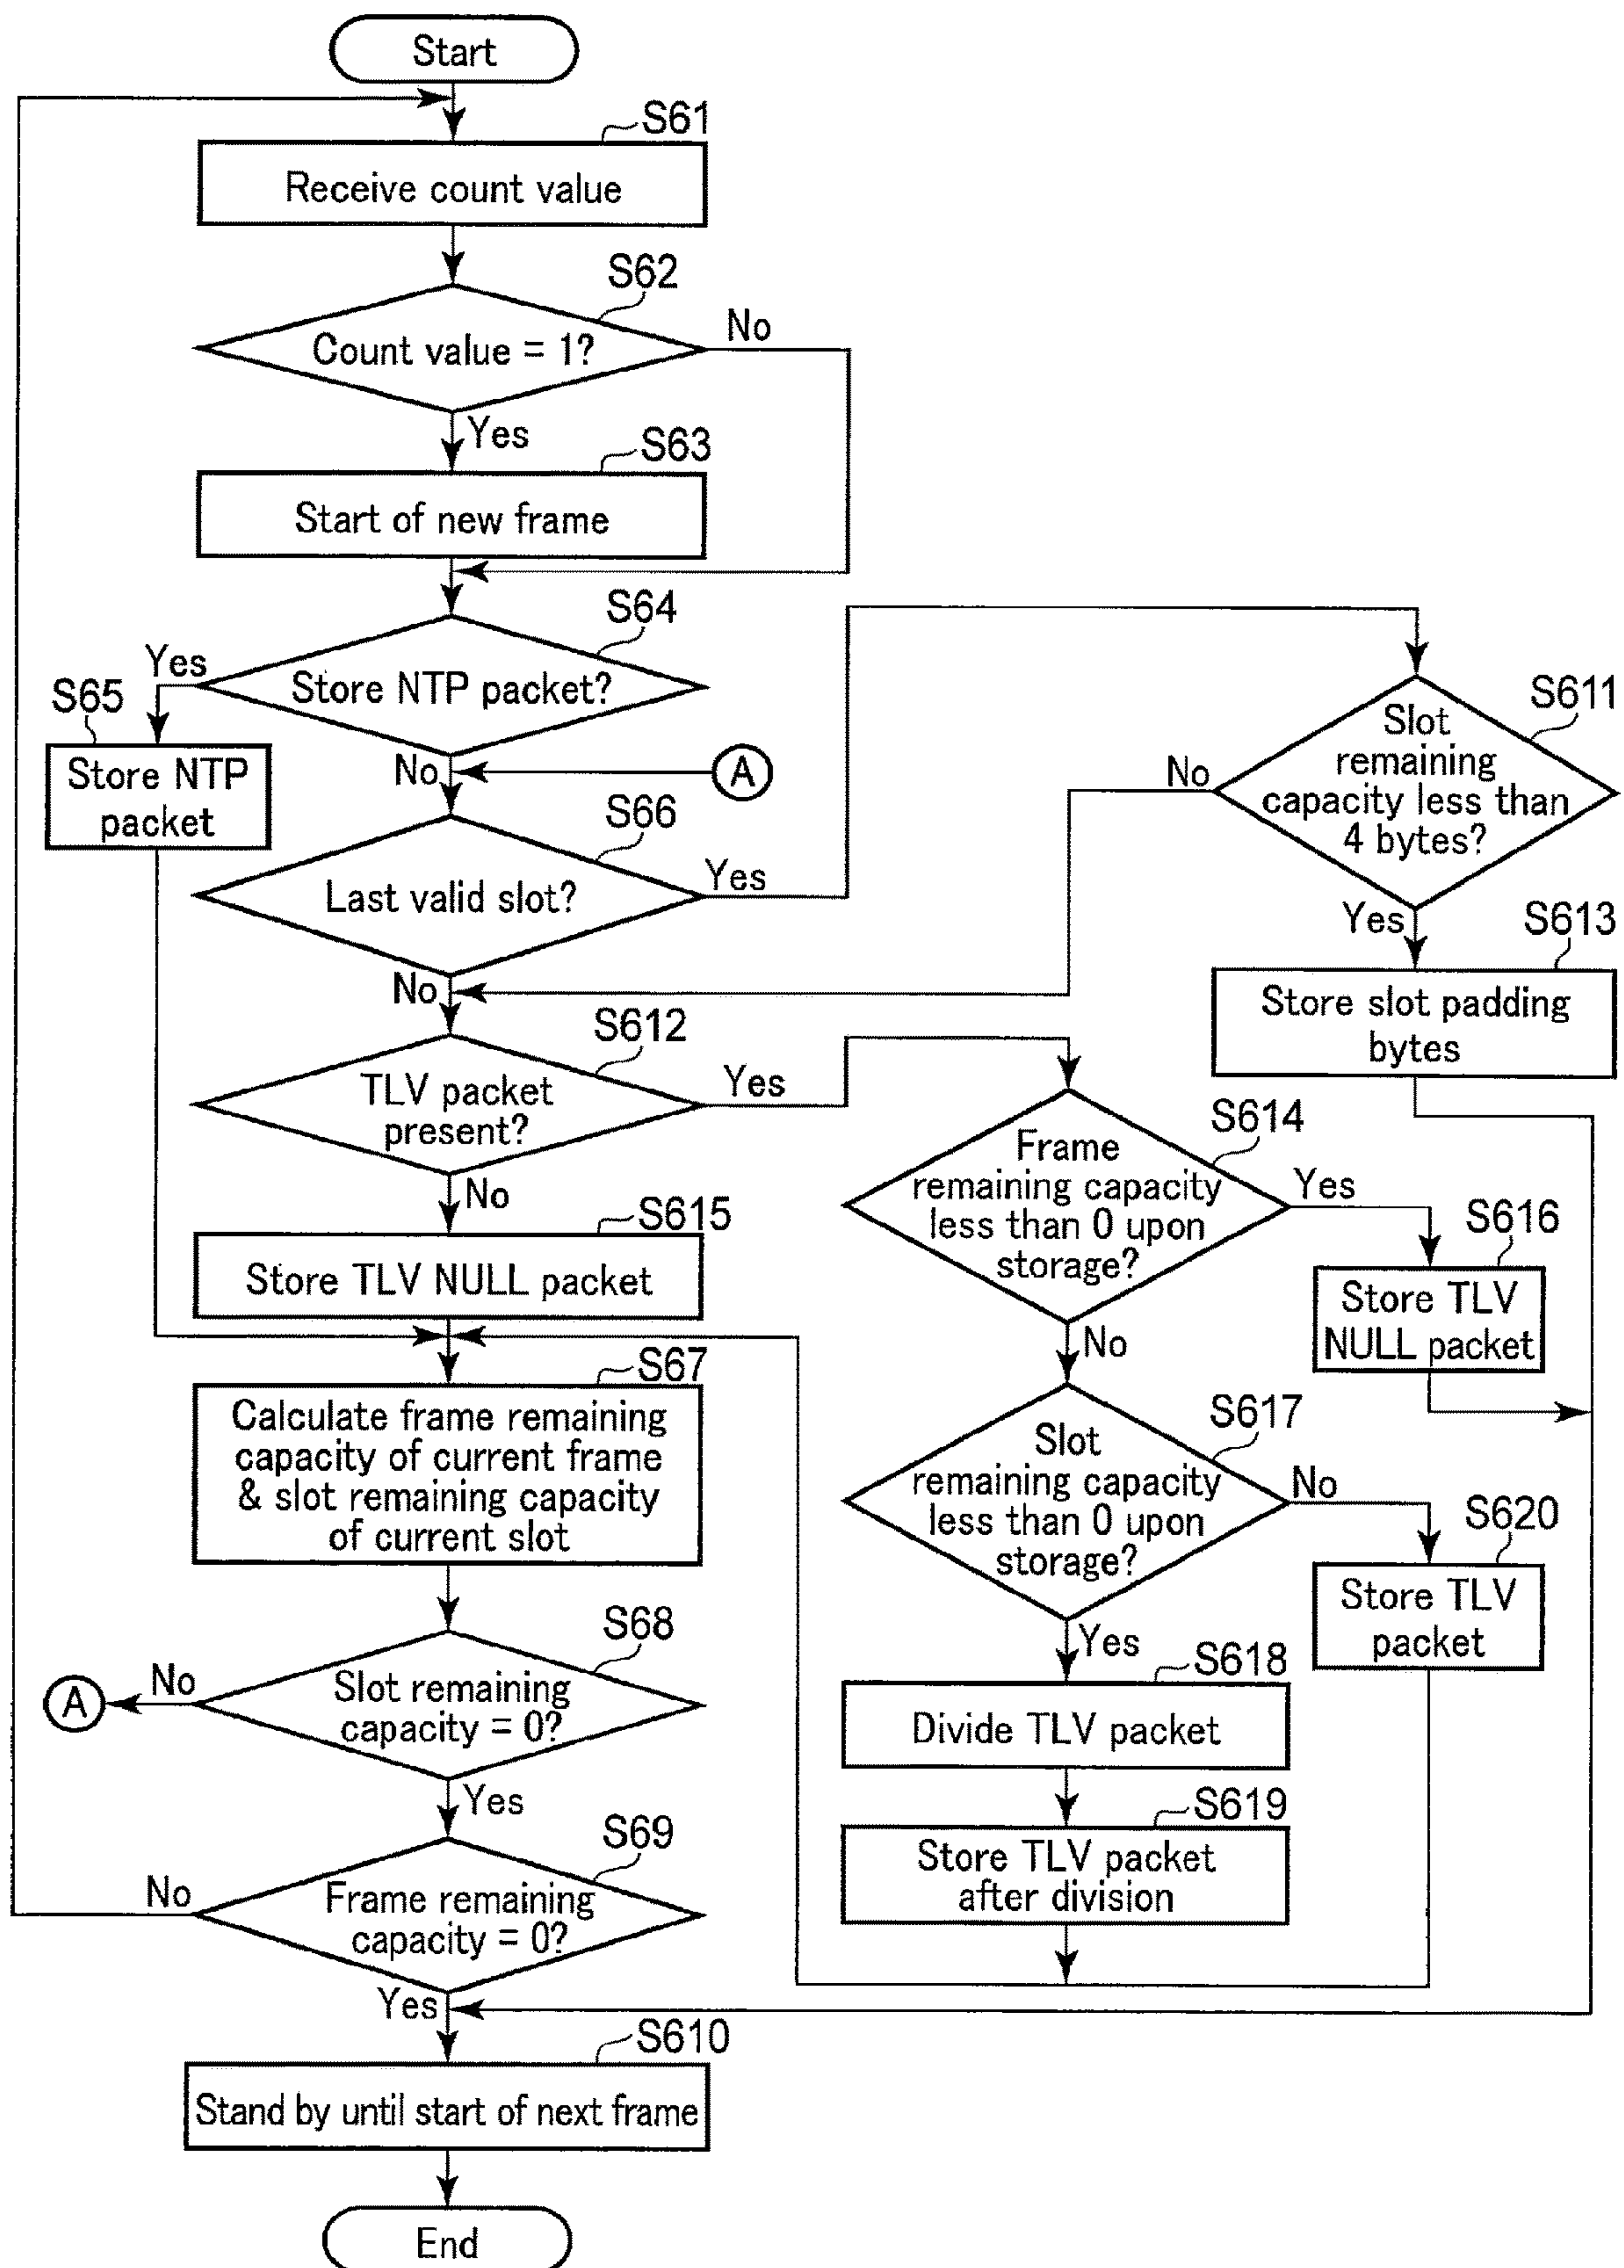 Start
S61
Receive count value
S62
Count value = 1?
No
Yes
S63
Start of new frame
S64
Store NTP packet?
Yes
S65
Store NTP
packet
No
A
S66
Last valid slot?
Yes
S611
Slot
remaining
capacity less than
4 bytes?
No
Yes
S613
Store slot padding
bytes
No
S612
TLV packet
present?
Yes
No
S614
Frame
remaining capacity
less than 0 upon
storage?
Yes
S616
Store TLV
NULL packet
No
S615
Store TLV NULL packet
S67
Calculate frame remaining
capacity of current frame
& slot remaining capacity
of current slot
S617
Slot
remaining capacity
less than 0 upon
storage?
No
S620
Store TLV
packet
Yes
S618
Divide TLV packet
S619
Store TLV packet
after division
S68
Slot remaining
capacity = 0?
No
A
Yes
S69
Frame remaining
capacity = 0?
No
Yes
S610
Stand by until start of next frame
End